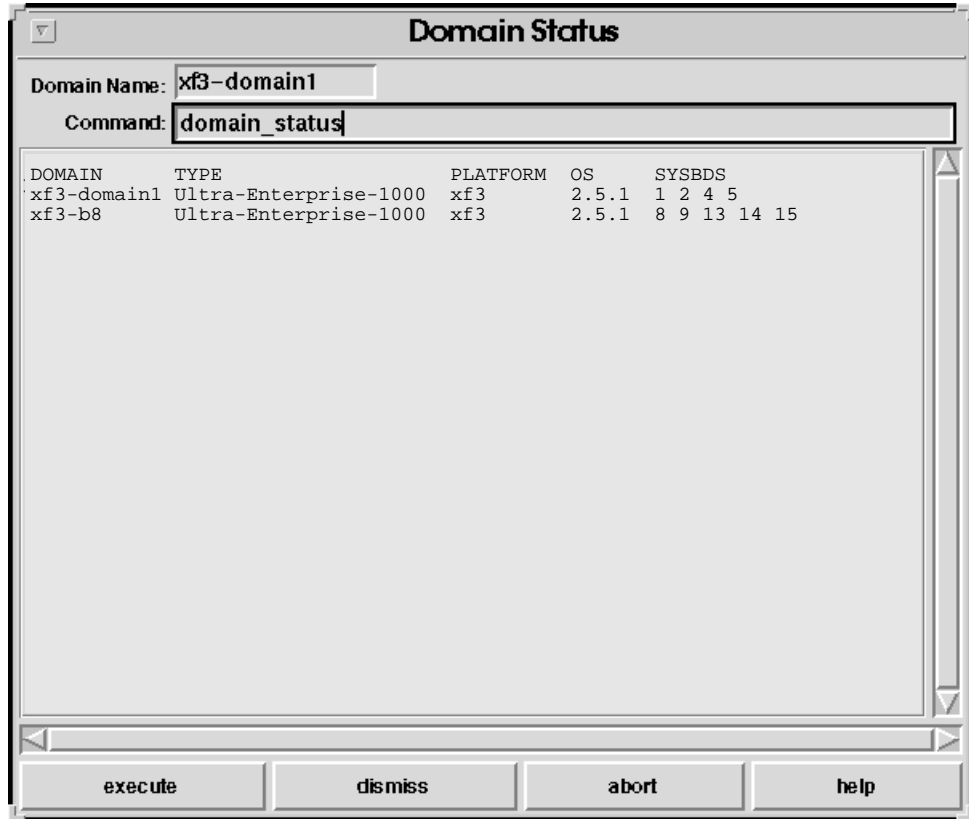 Domain Status
Domain Name: xf3-domain1
Command: domain_status
DOMAIN TYPE PLATFORM OS SYSBDS
xf3-domain1 Ultra-Enterprise-1000 xf3 2.5.1 1 2 4 5
xf3-b8 Ultra-Enterprise-1000 xf3 2.5.1 8 9 13 14 15
execute dismiss abort help